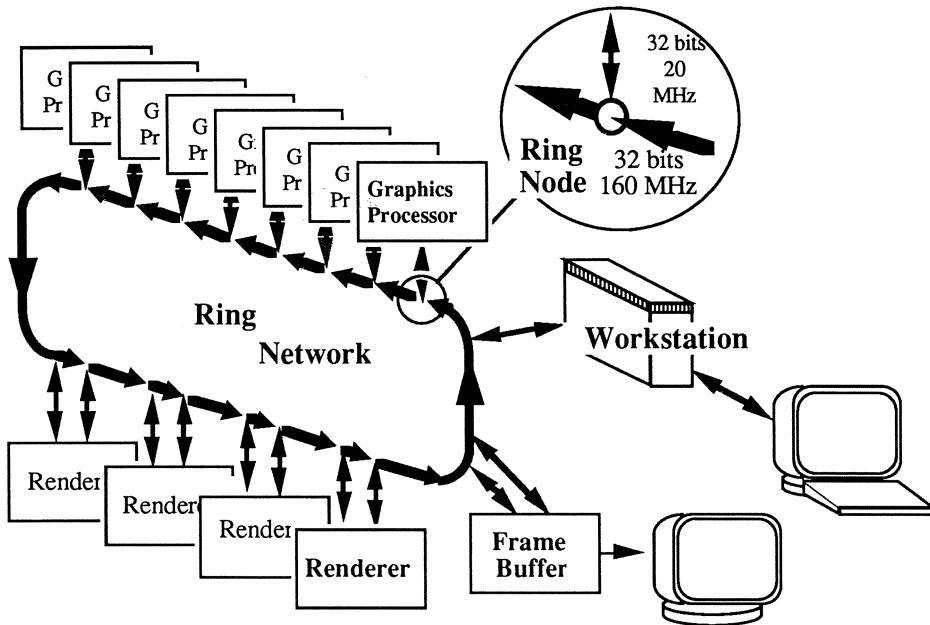 G
Pr
G
Pr
G
Pr
G
Pr
G
Pro
G
Pr
G
Pr
Graphics
Processor
32 bits
20
MHz
Ring
Node
32 bits
160 MHz
Ring
Network
Workstation
Render
Render
Render
Renderer
Frame
Buffer